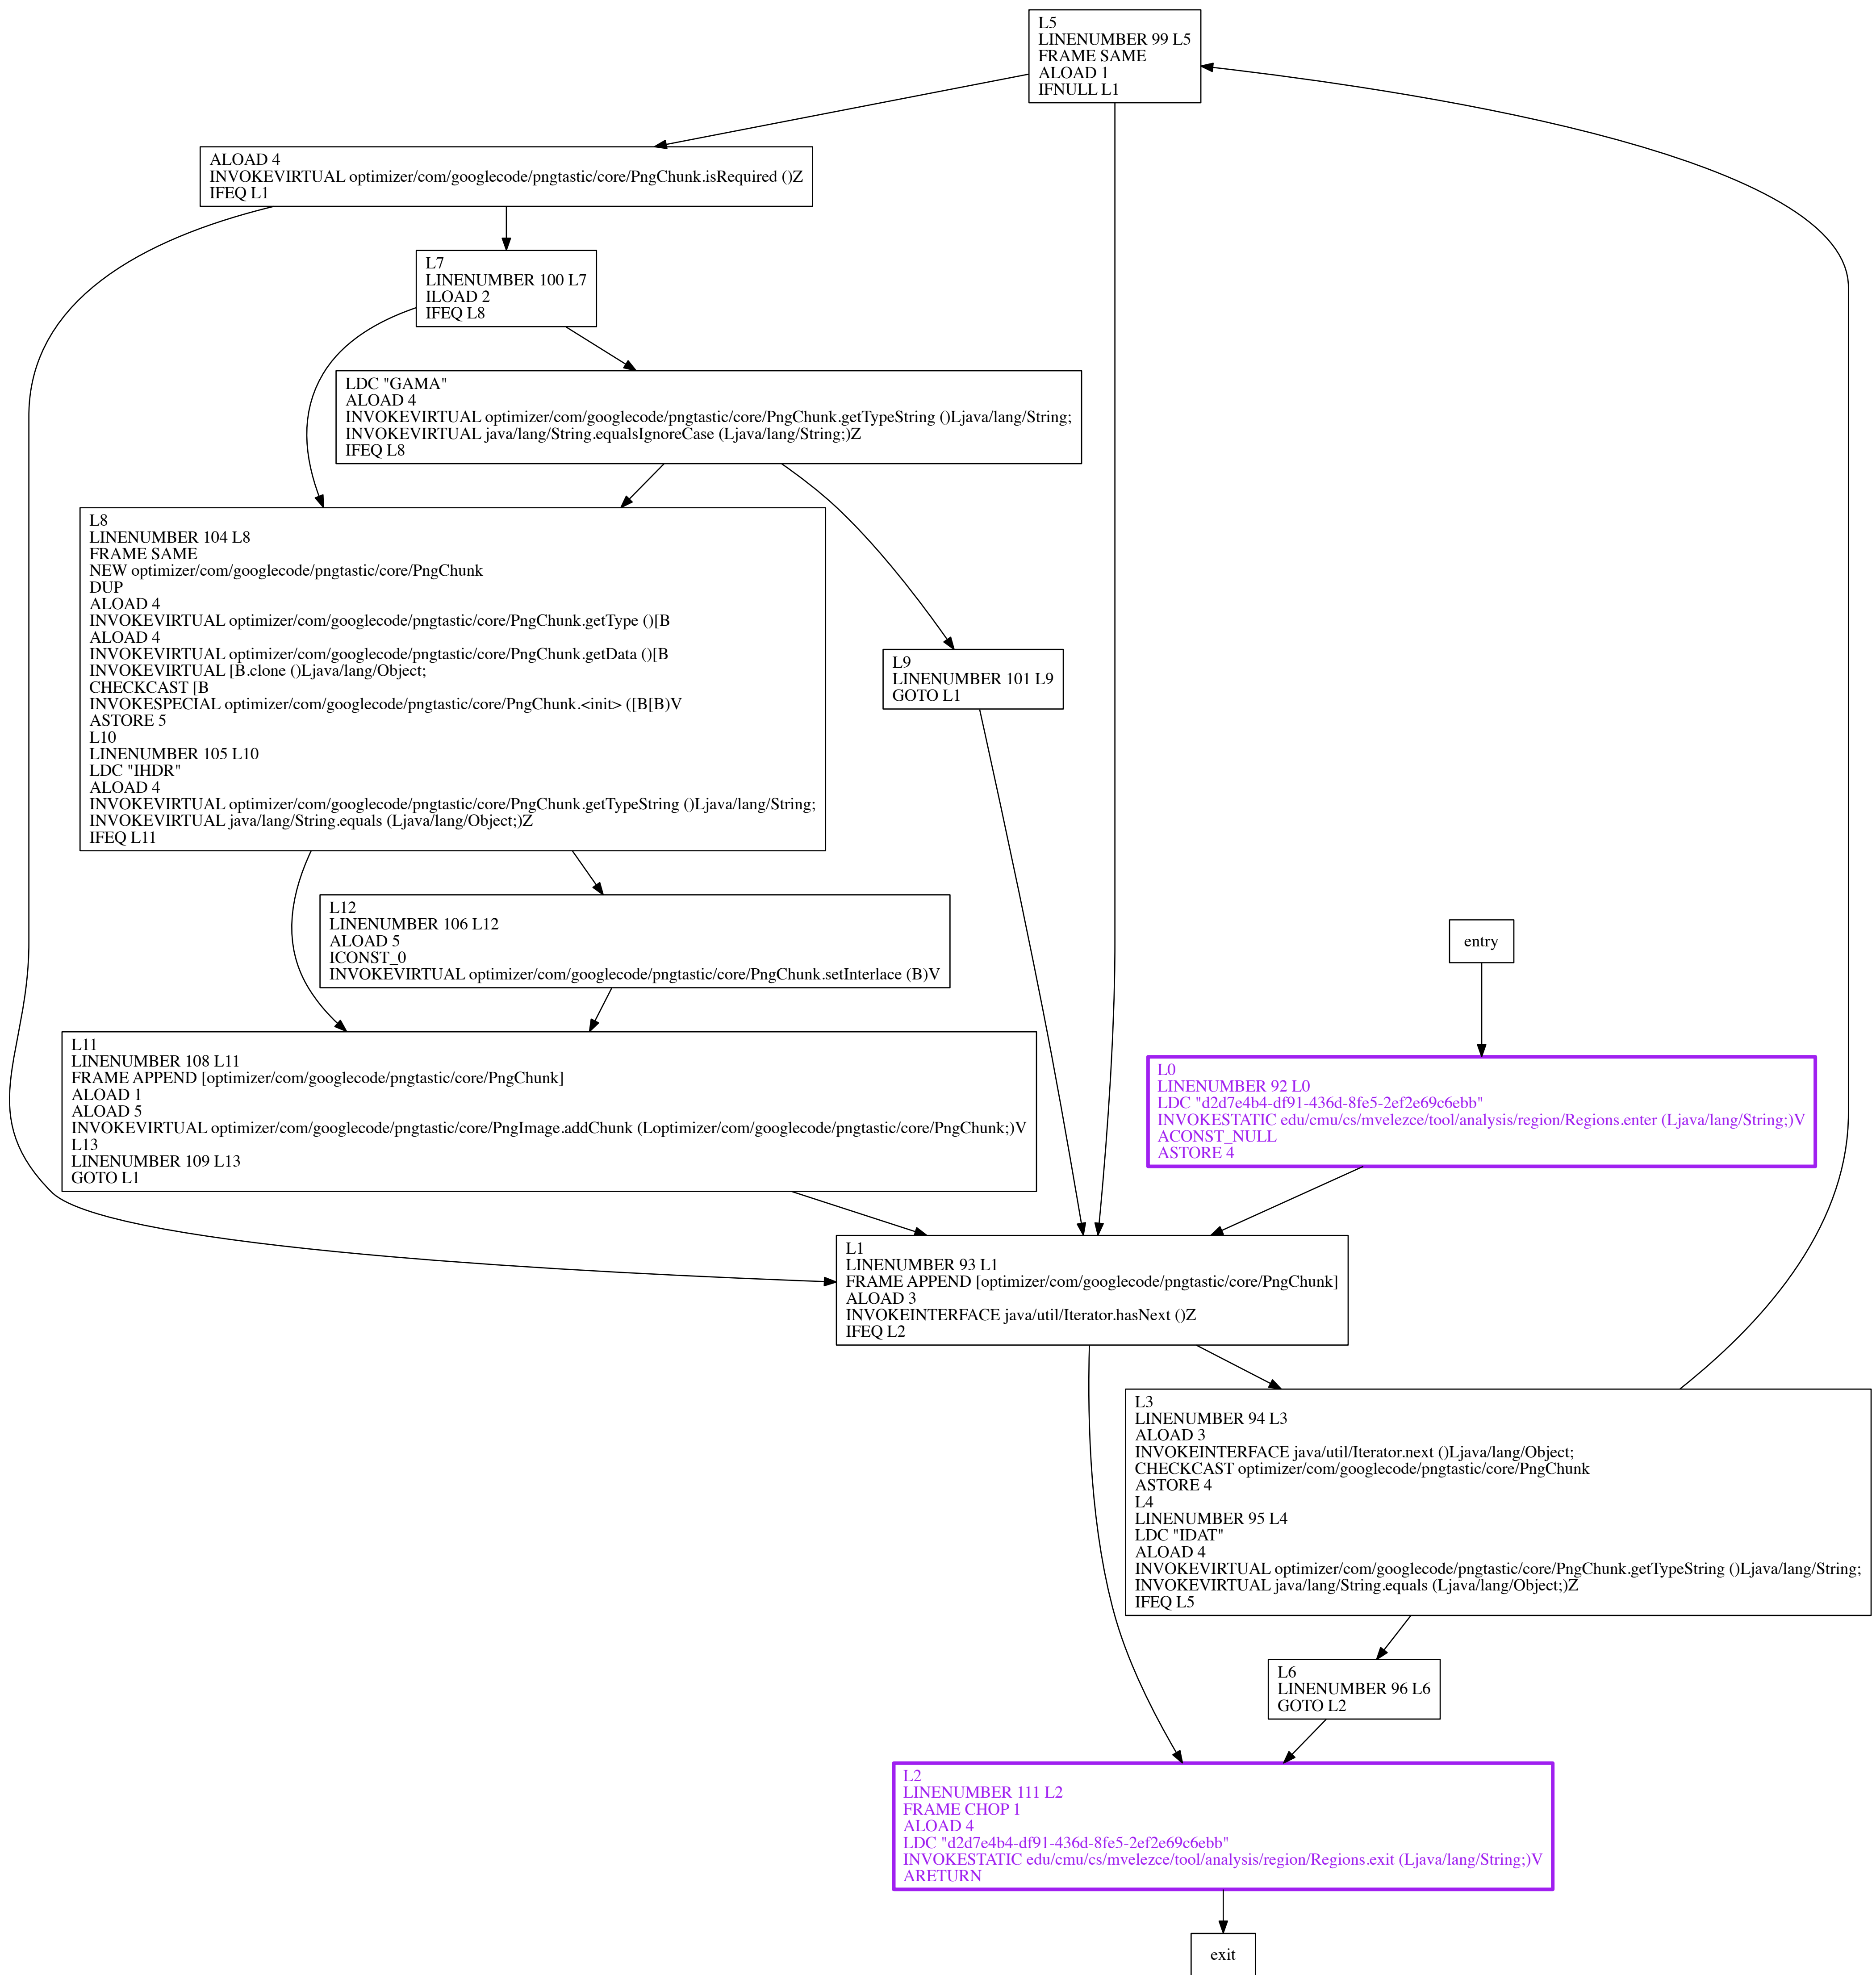 L5
LINENUMBER 99 L5
FRAME SAME
ALOAD 1
IFNULL L1
ALOAD 4
INVOKEVIRTUAL optimizer/com/googlecode/pngtastic/core/PngChunk.isRequired ()Z
IFEQ L1
L7
LINENUMBER 100 L7
ILOAD 2
IFEQ L8
LDC "GAMA"
ALOAD 4
INVOKEVIRTUAL optimizer/com/googlecode/pngtastic/core/PngChunk.getTypeString ()Ljava/lang/String;
INVOKEVIRTUAL java/lang/String.equalsIgnoreCase (Ljava/lang/String;)Z
IFEQ L8
L8
LINENUMBER 104 L8
FRAME SAME
NEW optimizer/com/googlecode/pngtastic/core/PngChunk
DUP
ALOAD 4
INVOKEVIRTUAL optimizer/com/googlecode/pngtastic/core/PngChunk.getType ()[B
ALOAD 4
INVOKEVIRTUAL optimizer/com/googlecode/pngtastic/core/PngChunk.getData ()[B
INVOKEVIRTUAL [B.clone ()Ljava/lang/Object;
CHECKCAST [B
INVOKESPECIAL optimizer/com/googlecode/pngtastic/core/PngChunk.<init> ([B[B)V
ASTORE 5
L10
LINENUMBER 105 L10
LDC "IHDR"
ALOAD 4
INVOKEVIRTUAL optimizer/com/googlecode/pngtastic/core/PngChunk.getTypeString ()Ljava/lang/String;
INVOKEVIRTUAL java/lang/String.equals (Ljava/lang/Object;)Z
IFEQ L11
L9
LINENUMBER 101 L9
GOTO L1
L12
LINENUMBER 106 L12
ALOAD 5
ICONST_0
INVOKEVIRTUAL optimizer/com/googlecode/pngtastic/core/PngChunk.setInterlace (B)V
entry
L11
LINENUMBER 108 L11
FRAME APPEND [optimizer/com/googlecode/pngtastic/core/PngChunk]
ALOAD 1
ALOAD 5
INVOKEVIRTUAL optimizer/com/googlecode/pngtastic/core/PngImage.addChunk (Loptimizer/com/googlecode/pngtastic/core/PngChunk;)V
L13
LINENUMBER 109 L13
GOTO L1
L0
LINENUMBER 92 L0
LDC "d2d7e4b4-df91-436d-8fe5-2ef2e69c6ebb"
INVOKESTATIC edu/cmu/cs/mvelezce/tool/analysis/region/Regions.enter (Ljava/lang/String;)V
ACONST_NULL
ASTORE 4
L1
LINENUMBER 93 L1
FRAME APPEND [optimizer/com/googlecode/pngtastic/core/PngChunk]
ALOAD 3
INVOKEINTERFACE java/util/Iterator.hasNext ()Z
IFEQ L2
L3
LINENUMBER 94 L3
ALOAD 3
INVOKEINTERFACE java/util/Iterator.next ()Ljava/lang/Object;
CHECKCAST optimizer/com/googlecode/pngtastic/core/PngChunk
ASTORE 4
L4
LINENUMBER 95 L4
LDC "IDAT"
ALOAD 4
INVOKEVIRTUAL optimizer/com/googlecode/pngtastic/core/PngChunk.getTypeString ()Ljava/lang/String;
INVOKEVIRTUAL java/lang/String.equals (Ljava/lang/Object;)Z
IFEQ L5
L6
LINENUMBER 96 L6
GOTO L2
L2
LINENUMBER 111 L2
FRAME CHOP 1
ALOAD 4
LDC "d2d7e4b4-df91-436d-8fe5-2ef2e69c6ebb"
INVOKESTATIC edu/cmu/cs/mvelezce/tool/analysis/region/Regions.exit (Ljava/lang/String;)V
ARETURN
exit